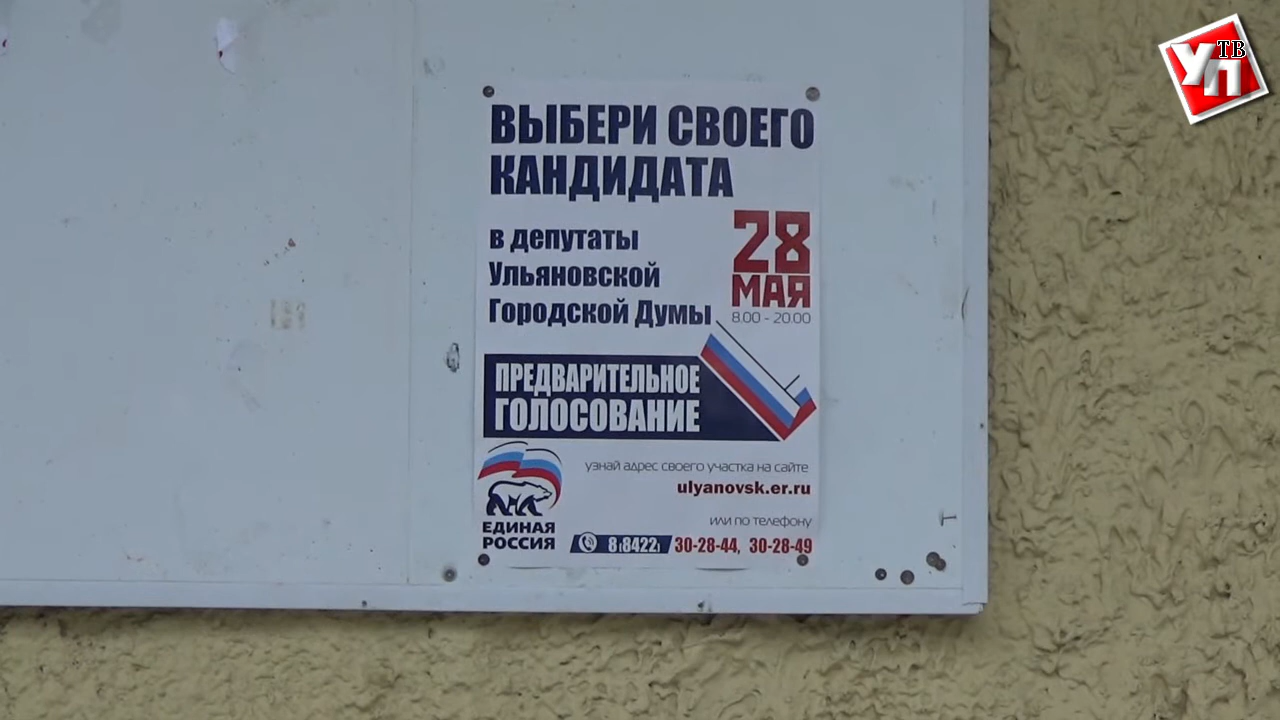 ВЫБЕРИ СВОЕГО
КАНДИДАТА
в депутаты
Ульяновской
Городской Думы
28
МАЯ
8.00 - 20.00
ПРЕДВАРИТЕЛЬНОЕ
ГОЛОСОВАНИЕ
узнай адрес своего участка на сайте
ulyanovsk.er.ru
или по телефону
8(8422) 30-28-44, 30-28-49
ЕДИНАЯ
РОССИЯ
УП ТВ